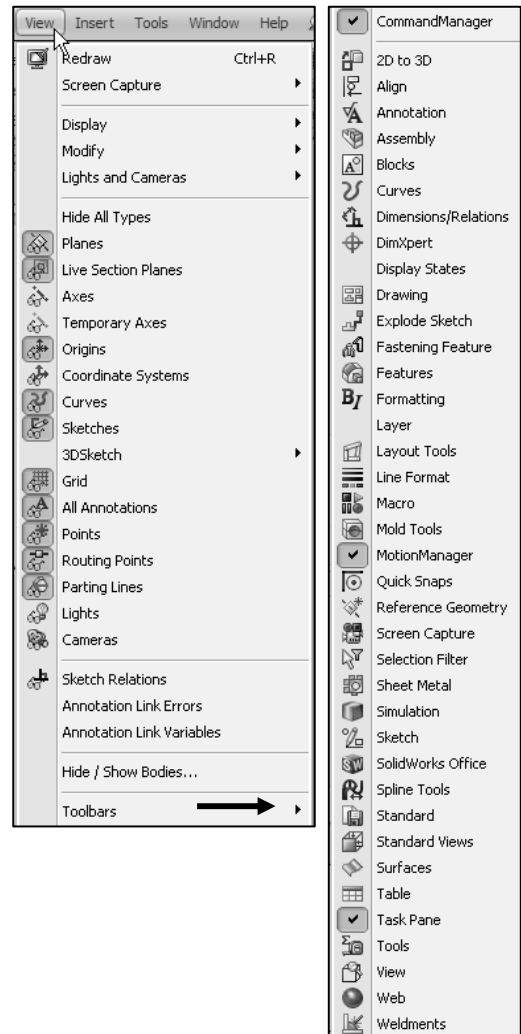 View Insert Tools Window Help
Redraw Ctrl+R
Screen Capture
Display
Modify
Lights and Cameras
Hide All Types
Planes
Live Section Planes
Axes
Temporary Axes
Origins
Coordinate Systems
Curves
Sketches
3DSketch
Grid
All Annotations
Points
Routing Points
Parting Lines
Lights
Cameras
Sketch Relations
Annotation Link Errors
Annotation Link Variables
Hide / Show Bodies...
Toolbars
CommandManager
2D to 3D
Align
Annotation
Assembly
Blocks
Curves
Dimensions/Relations
DimXpert
Display States
Drawing
Explode Sketch
Fastening Feature
Features
Formatting
Layer
Layout Tools
Line Format
Macro
Mold Tools
MotionManager
Quick Snaps
Reference Geometry
Screen Capture
Selection Filter
Sheet Metal
Simulation
Sketch
SolidWorks Office
Spline Tools
Standard
Standard Views
Surfaces
Table
Task Pane
Tools
View
Web
Weldments